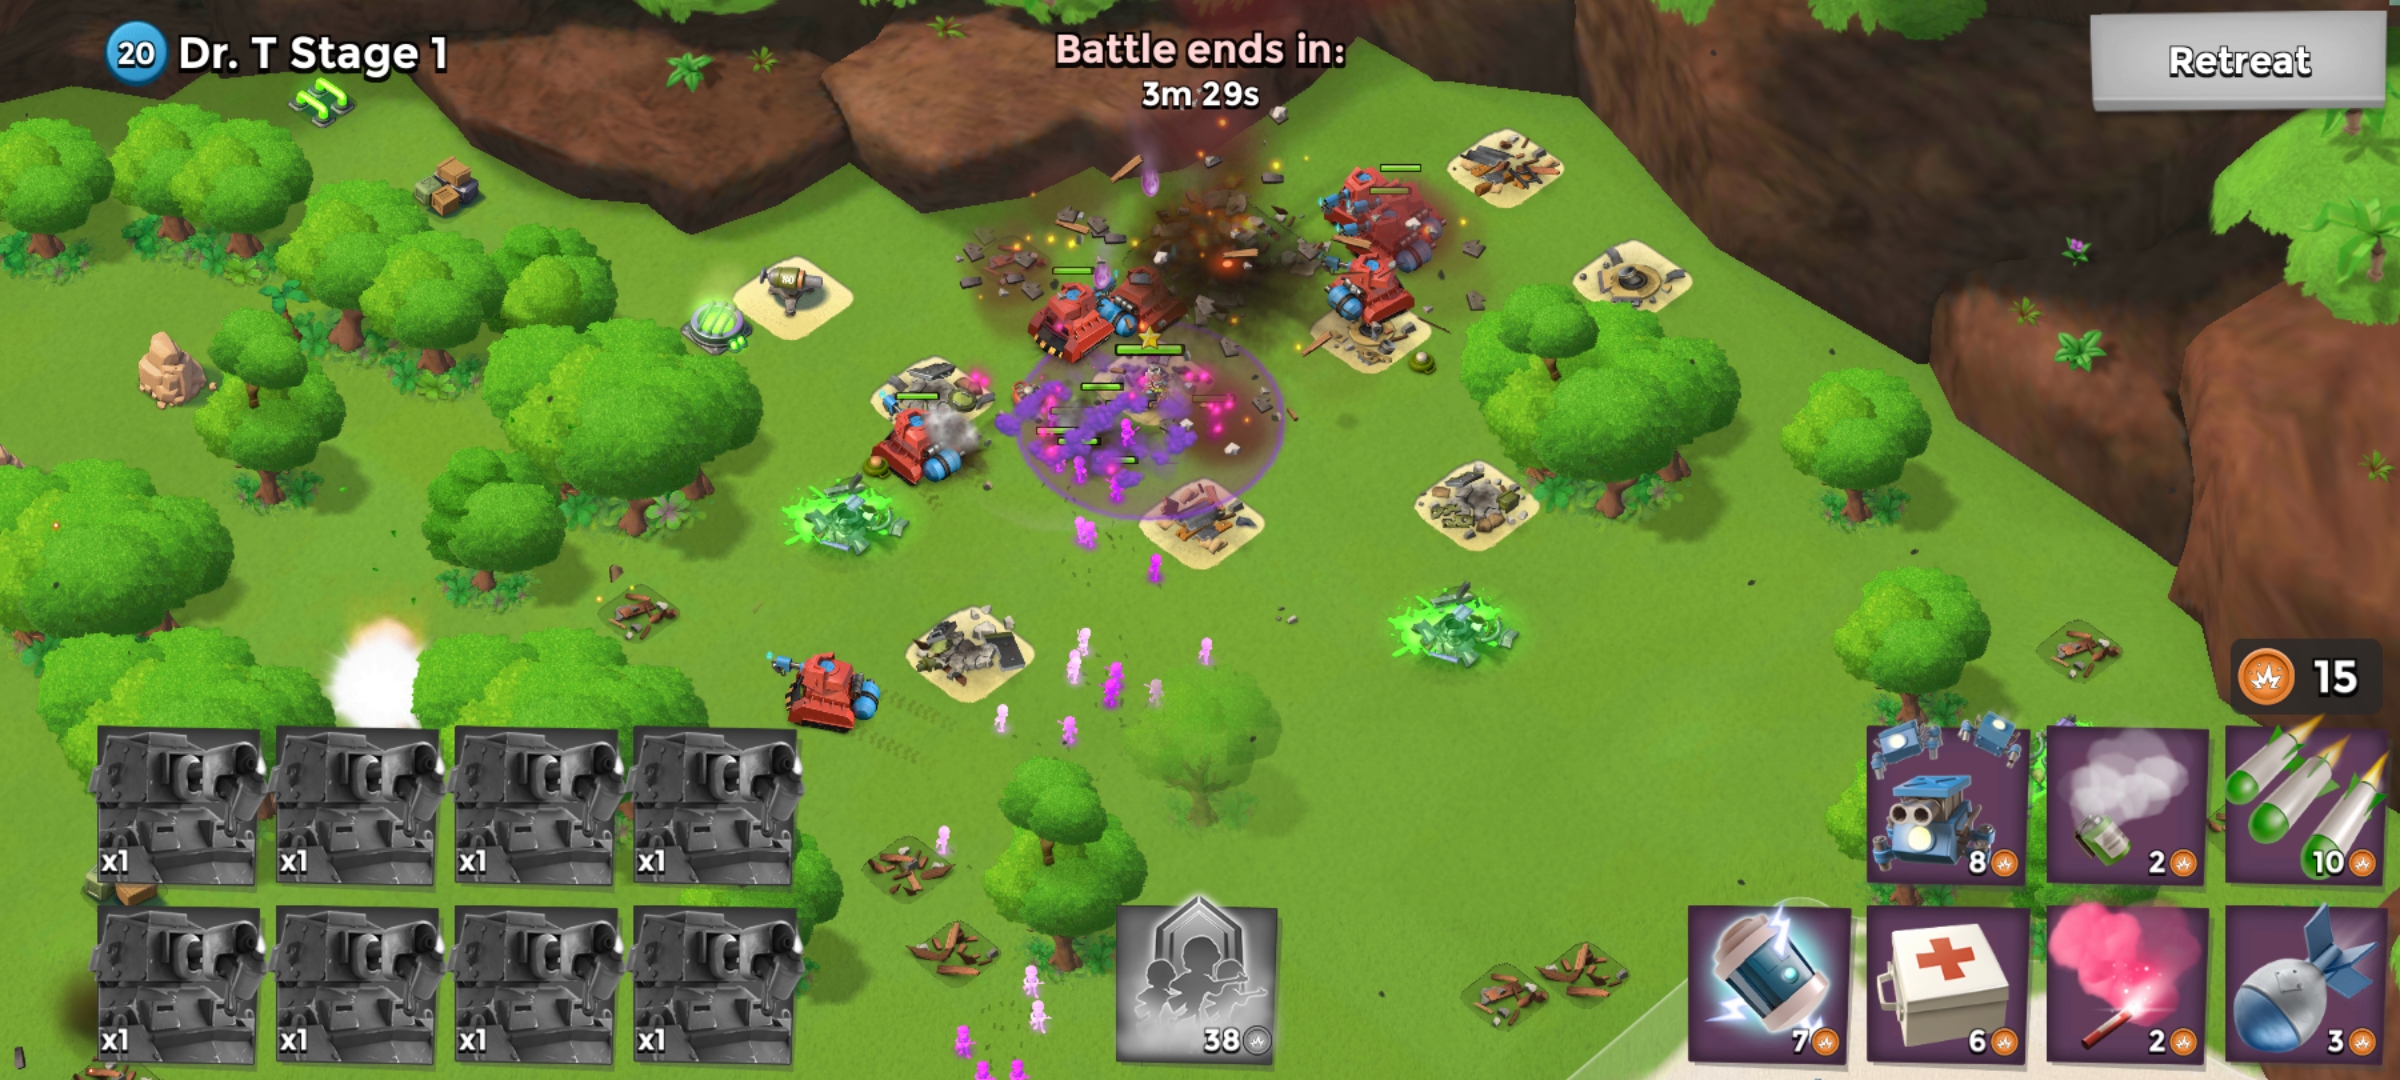 20 Dr. T Stage 1
Battle ends in:
3m 29s
Retreat
15
x1 x1 x1 x1
8 2 10
x1 x1 x1 x1
38
7 6 2 3